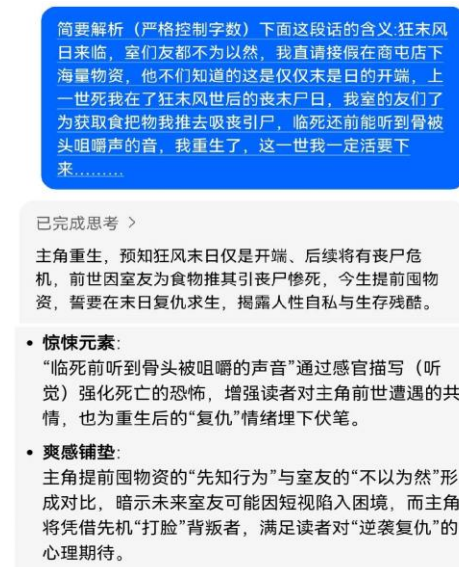 简要解析（严格控制字数）下面这段话的含义:狂末风
日来临，室们友都不为以然，我直请接假在商屯店下
海量物资，他不们知道的这是仅仅末是日的开端，上
一世死我在了狂末风世后的丧末尸日，我室的友们了
为获取食把物我推去吸丧引尸，临死还前能听到骨被
头咀嚼声的音，我重生了，这一世我一定活要下
来………
已完成思考 >
主角重生，预知狂风末日仅是开端、后续将有丧尸危
机，前世因室友为食物推其引丧尸惨死，今生提前囤物
资，誓要在末日复仇求生，揭露人性自私与生存残酷。
• 惊悚元素：
“临死前听到骨头被咀嚼的声音”通过感官描写（听
觉）强化死亡的恐怖，增强读者对主角前世遭遇的共
情，也为重生后的“复仇”情绪埋下伏笔。
• 爽感铺垫：
主角提前囤物资的“先知行为”与室友的“不以为然”形
成对比，暗示未来室友可能因短视陷入困境，而主角
将凭借先机“打脸”背叛者，满足读者对“逆袭复仇”的
心理期待。